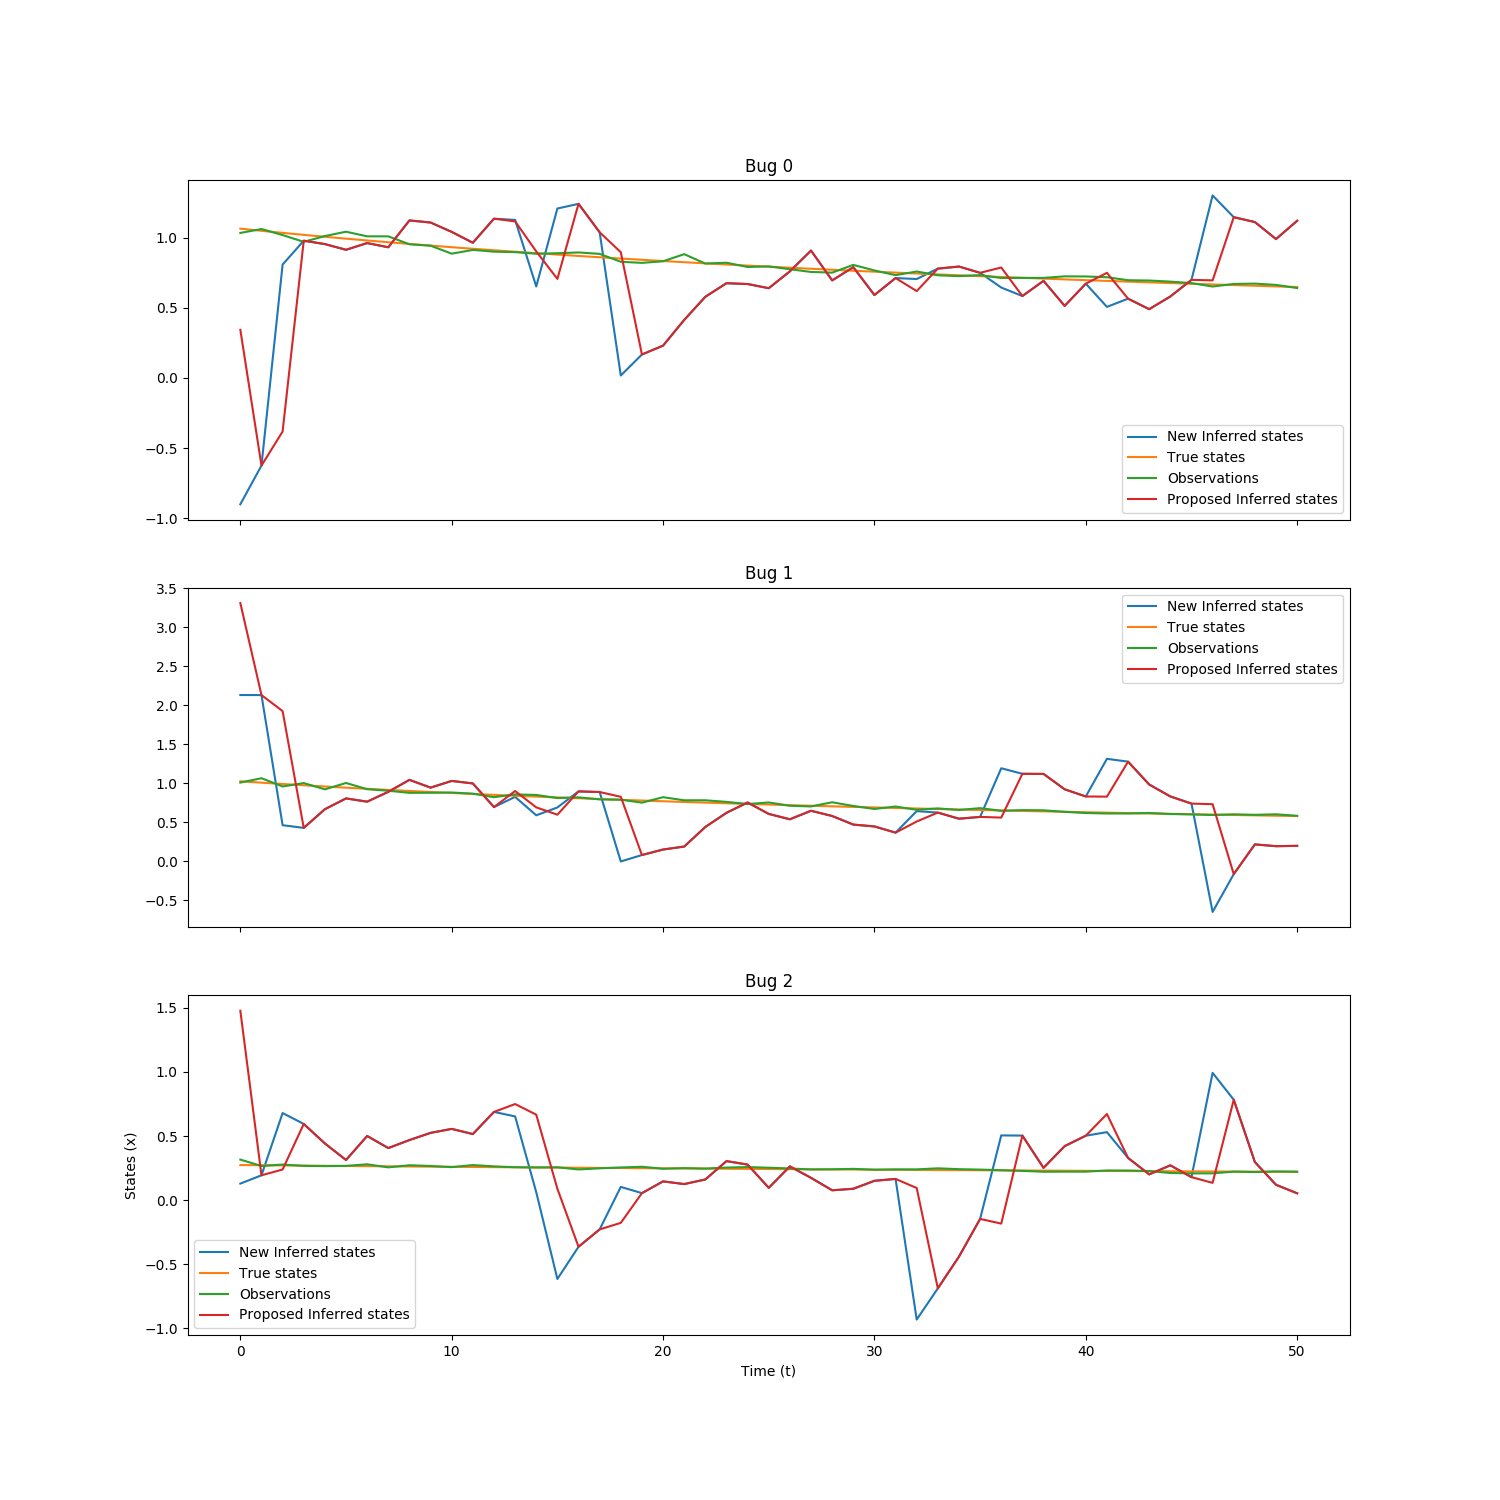 Bug 0
1.0
0.5
0.0
−0.5
−1.0
New Inferred states
True states
Observations
Proposed Inferred states
Bug 1
3.5
3.0
2.5
2.0
1.5
1.0
0.5
0.0
−0.5
New Inferred states
True states
Observations
Proposed Inferred states
Bug 2
1.5
1.0
0.5
0.0
−0.5
−1.0
States (x)
New Inferred states
True states
Observations
Proposed Inferred states
0 10 20 30 40 50
Time (t)